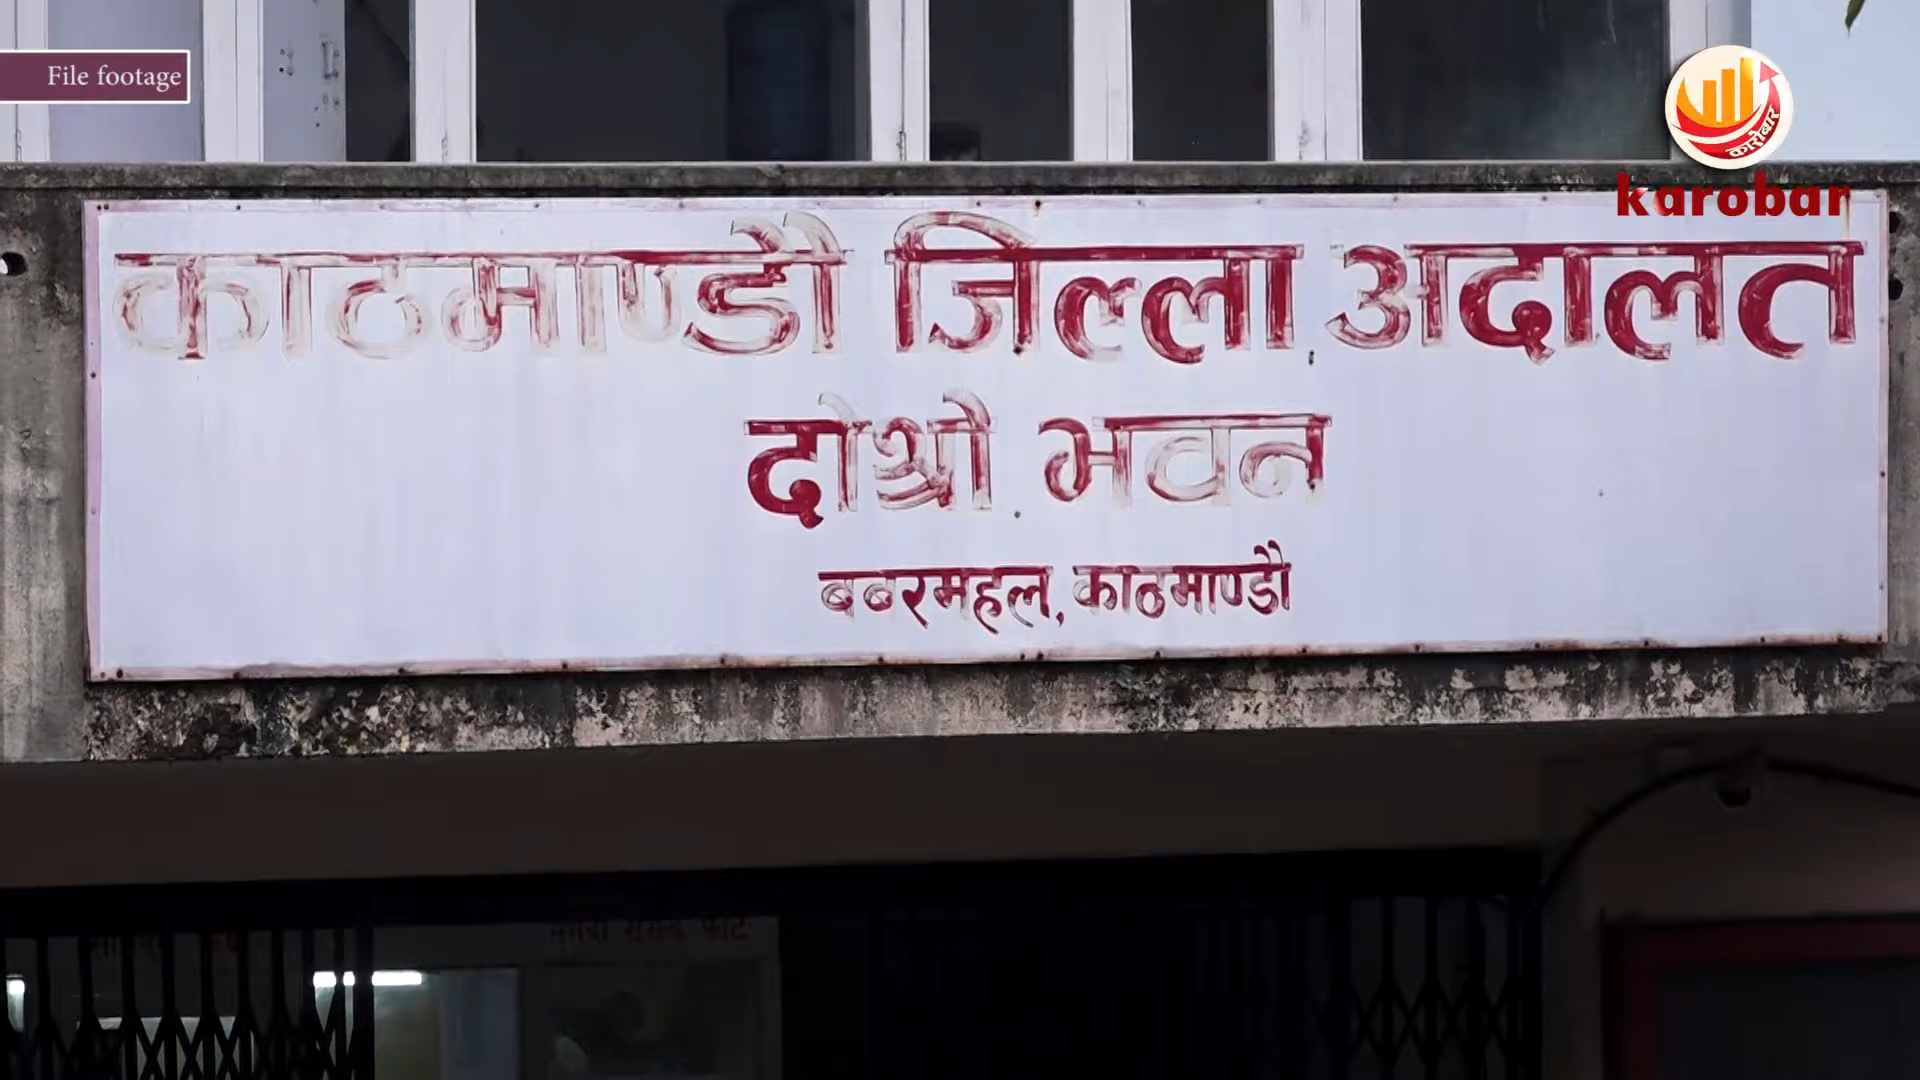 File footage
कारोबार
karobar
काठमाण्डौ जिल्ला अदालत
दोश्रो भवन
बबरमहल, काठमाण्डौ